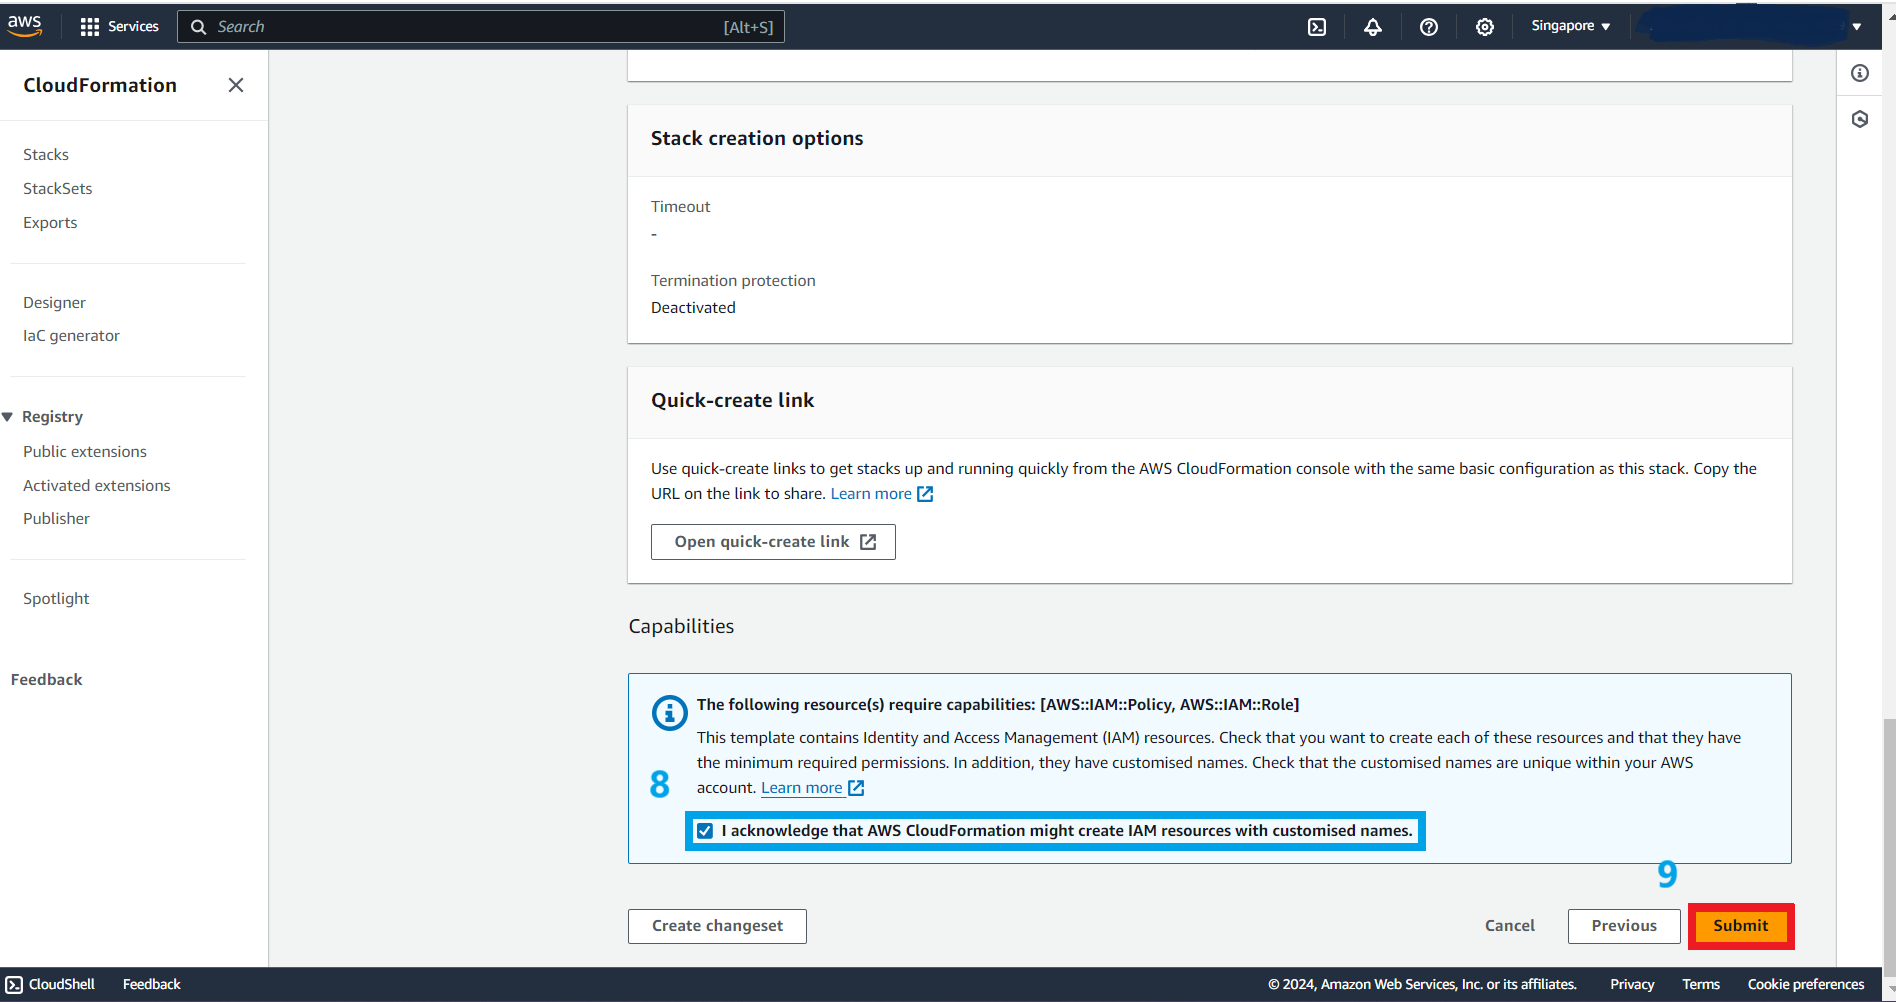 aws
Services
Search
[Alt+S]
Singapore
CloudFormation
Stacks
StackSets
Exports
Designer
IaC generator
Registry
Public extensions
Activated extensions
Publisher
Spotlight
Feedback
Stack creation options
Timeout
-
Termination protection
Deactivated
Quick-create link
Use quick-create links to get stacks up and running quickly from the AWS CloudFormation console with the same basic configuration as this stack. Copy the
URL on the link to share. Learn more
Open quick-create link
Capabilities
The following resource(s) require capabilities: [AWS::IAM::Policy, AWS::IAM::Role]
This template contains Identity and Access Management (IAM) resources. Check that you want to create each of these resources and that they have
the minimum required permissions. In addition, they have customised names. Check that the customised names are unique within your AWS
account. Learn more
8
I acknowledge that AWS CloudFormation might create IAM resources with customised names.
9
Create changeset
Cancel
Previous
Submit
CloudShell
Feedback
© 2024, Amazon Web Services, Inc. or its affiliates.
Privacy
Terms
Cookie preferences